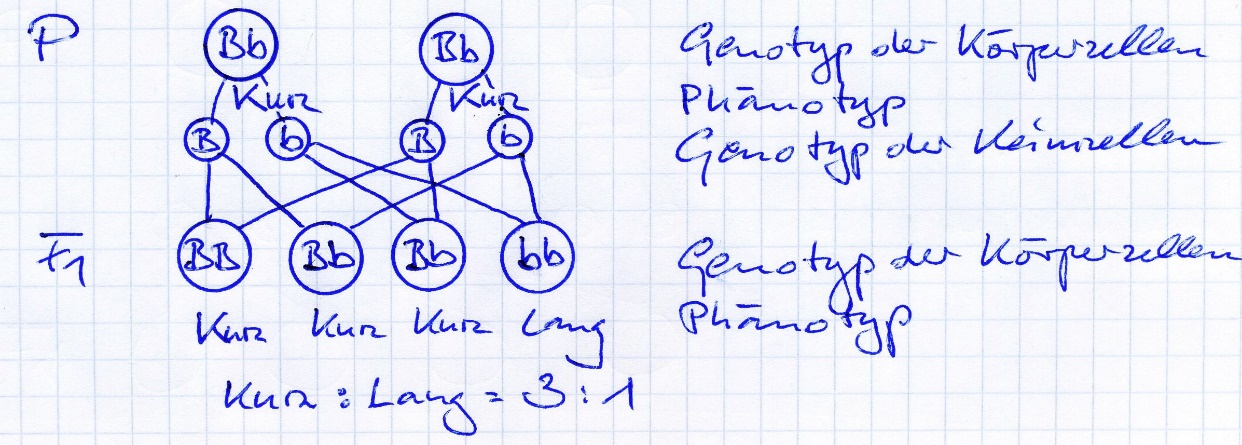 P Bb Bb Genotyp der Körperzellen
Kurz Kurz Phänotyp
B b B b Genotyp der Keimzellen
F1 BB Bb Bb bb Genotyp der Körperzellen
Kurz Kurz Kurz Lang Phänotyp
Kurz : Lang = 3 : 1